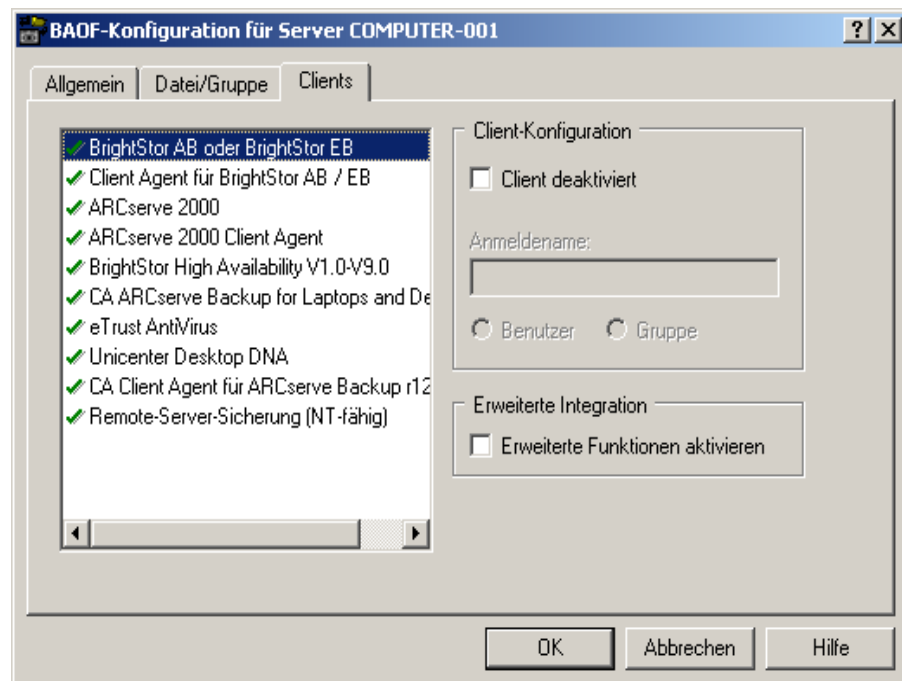 BAOF-Konfiguration für Server COMPUTER-001
Allgemein
Datei/Gruppe
Clients
BrightStor AB oder BrightStor EB
Client Agent für BrightStor AB / EB
ARCserve 2000
ARCserve 2000 Client Agent
BrightStor High Availability V1.0-V9.0
CA ARCserve Backup for Laptops and De
eTrust AntiVirus
Unicenter Desktop DNA
CA Client Agent für ARCserve Backup r12
Remote-Server-Sicherung (NT-fähig)
Client-Konfiguration
Client deaktiviert
Anmeldename:
Benutzer
Gruppe
Erweiterte Integration
Erweiterte Funktionen aktivieren
OK
Abbrechen
Hilfe